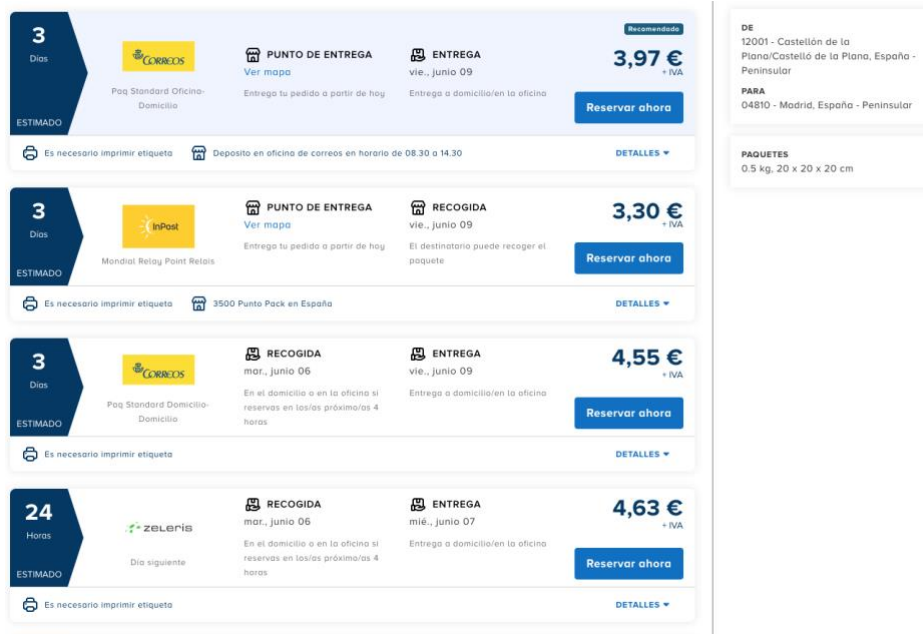 3
Días
ESTIMADO
CORREOS
Paq Standard Oficina-
Domicilio
PUNTO DE ENTREGA
Ver mapa
Entrega tu pedido a partir de hoy
ENTREGA
vie., junio 09
Entrega a domicilio/en la oficina
Recomendado
3,97 €
+ IVA
Reservar ahora
Es necesario imprimir etiqueta
Deposito en oficina de correos en horario de 08.30 a 14.30
DETALLES
3
Días
ESTIMADO
InPost
Mondial Relay Point Relais
PUNTO DE ENTREGA
Ver mapa
Entrega tu pedido a partir de hoy
RECOGIDA
vie., junio 09
El destinatario puede recoger el
paquete
3,30 €
+ IVA
Reservar ahora
Es necesario imprimir etiqueta
3500 Punto Pack en España
DETALLES
3
Días
ESTIMADO
CORREOS
Paq Standard Domicilio-
Domicilio
RECOGIDA
mar., junio 06
En el domicilio o en la oficina si
reservas en los/as próximo/as 4
horas
ENTREGA
vie., junio 09
Entrega a domicilio/en la oficina
4,55 €
+ IVA
Reservar ahora
Es necesario imprimir etiqueta
DETALLES
24
Horas
ESTIMADO
zeleris
Día siguiente
RECOGIDA
mar., junio 06
En el domicilio o en la oficina si
reservas en los/as próximo/as 4
horas
ENTREGA
mié., junio 07
Entrega a domicilio/en la oficina
4,63 €
+ IVA
Reservar ahora
Es necesario imprimir etiqueta
DETALLES
DE
12001 - Castellón de la
Plana/Castelló de la Plana, España -
Peninsular
PARA
04810 - Madrid, España - Peninsular
PAQUETES
0.5 kg, 20 x 20 x 20 cm